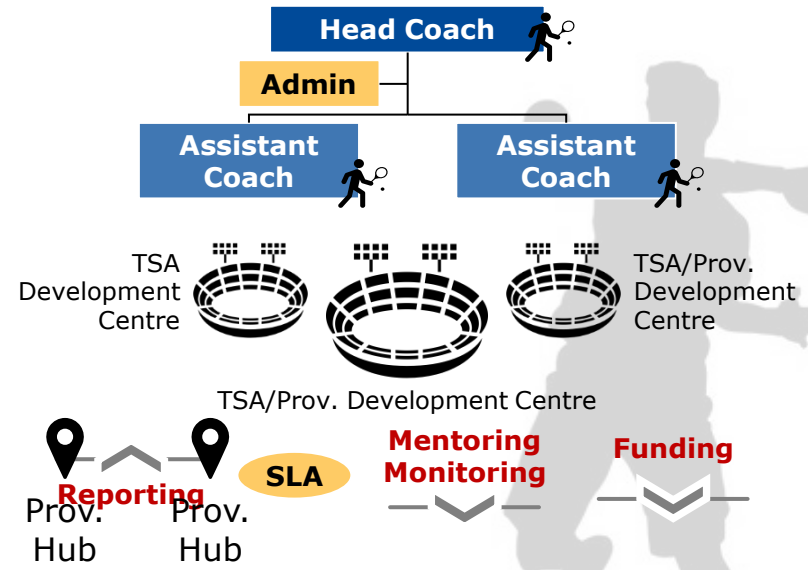 Head Coach
Admin
Assistant
Coach
Assistant
Coach
TSA
Development
Centre
TSA/Prov.
Development
Centre
TSA/Prov. Development Centre
Reporting
SLA
Mentoring
Monitoring
Funding
Prov.
Hub
Prov.
Hub